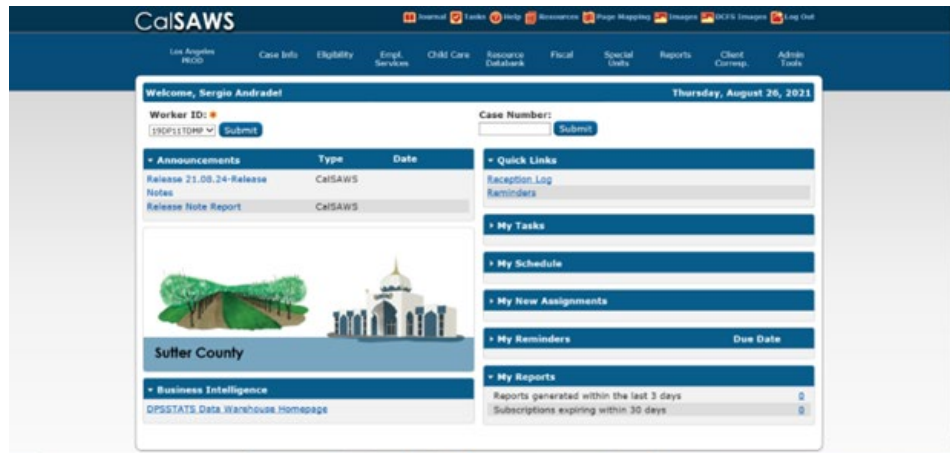 CalSAWS
Journal Tasks Help Resources Page Mapping Images DCFS Images Log Out
Los Angeles PROD
Case Info
Eligibility
Empl. Services
Child Care
Resource Databank
Fiscal
Special Units
Reports
Client Corresp.
Admin Tools
Welcome, Sergio Andrade! Thursday, August 26, 2021
Worker ID:
Submit
Case Number:
Submit
Announcements Type Date
Release 21.08.24-Release CalSAWS
Notes
Release Note Report CalSAWS
Sutter County
Business Intelligence
DPSSTATS Data Warehouse Homepage
Quick Links
Reception Log
Reminders
My Tasks
My Schedule
My New Assignments
My Reminders Due Date
My Reports
Reports generated within the last 3 days 0
Subscriptions expiring within 30 days 0